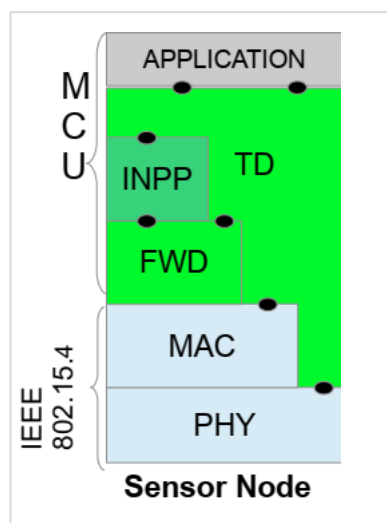 APPLICATION
M
C
U
TD
INPP
FWD
MAC
IEEE
802.15.4
PHY
Sensor Node